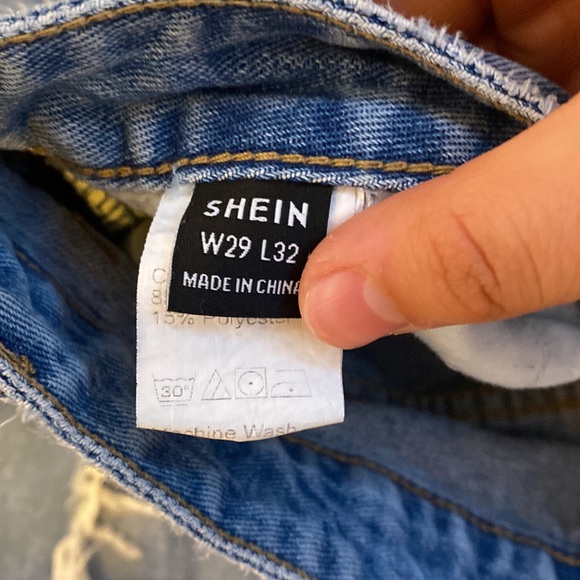 SHEIN
W29 L32
MADE IN CHINA
15% Polyester
30°
Machine Wash